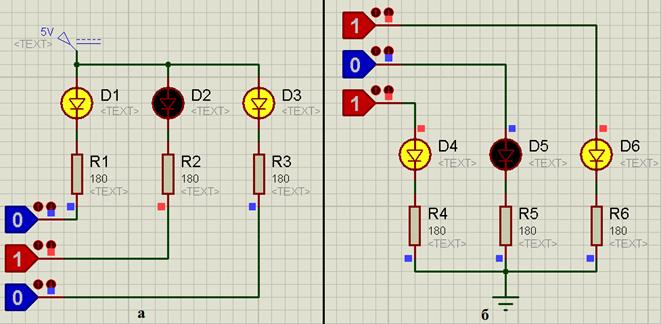 5V
<TEXT>
D1
<TEXT>
D2
<TEXT>
D3
<TEXT>
R1
180
<TEXT>
R2
180
<TEXT>
R3
180
<TEXT>
0
1
0
а
1
0
1
D4
<TEXT>
D5
<TEXT>
D6
<TEXT>
R4
180
<TEXT>
R5
180
<TEXT>
R6
180
<TEXT>
б